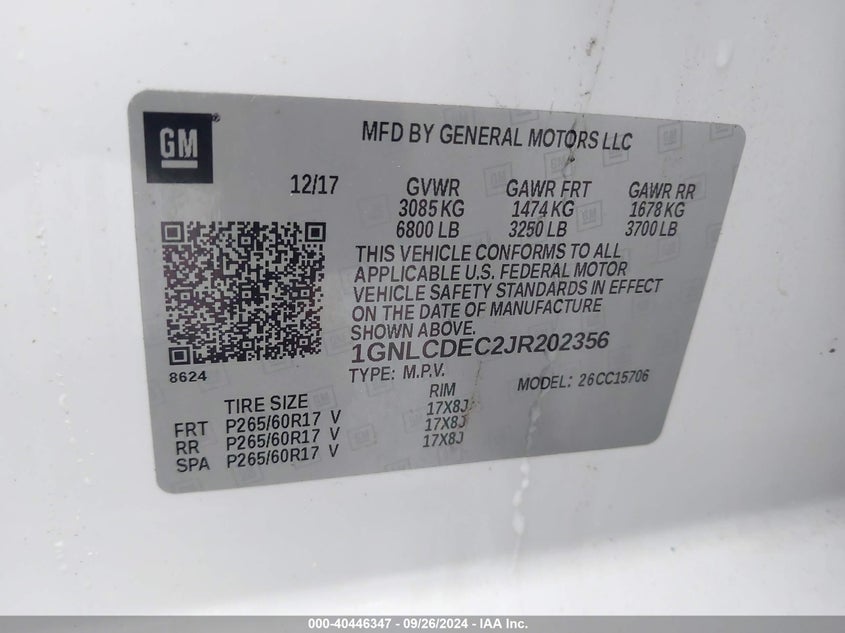 GM
MFD BY GENERAL MOTORS LLC
12/17 GVWR GAWR FRT GAWR RR
3085 KG 1474 KG 1678 KG
6800 LB 3250 LB 3700 LB
THIS VEHICLE CONFORMS TO ALL
APPLICABLE U.S. FEDERAL MOTOR
VEHICLE SAFETY STANDARDS IN EFFECT
ON THE DATE OF MANUFACTURE
SHOWN ABOVE.
1GNLCDEC2JR202356
8624 TYPE: M.P.V. MODEL: 26CC15706
TIRE SIZE RIM
FRT P265/60R17 V 17X8J
RR P265/60R17 V 17X8J
SPA P265/60R17 V 17X8J
000-40446347 - 09/26/2024 - IAA Inc.